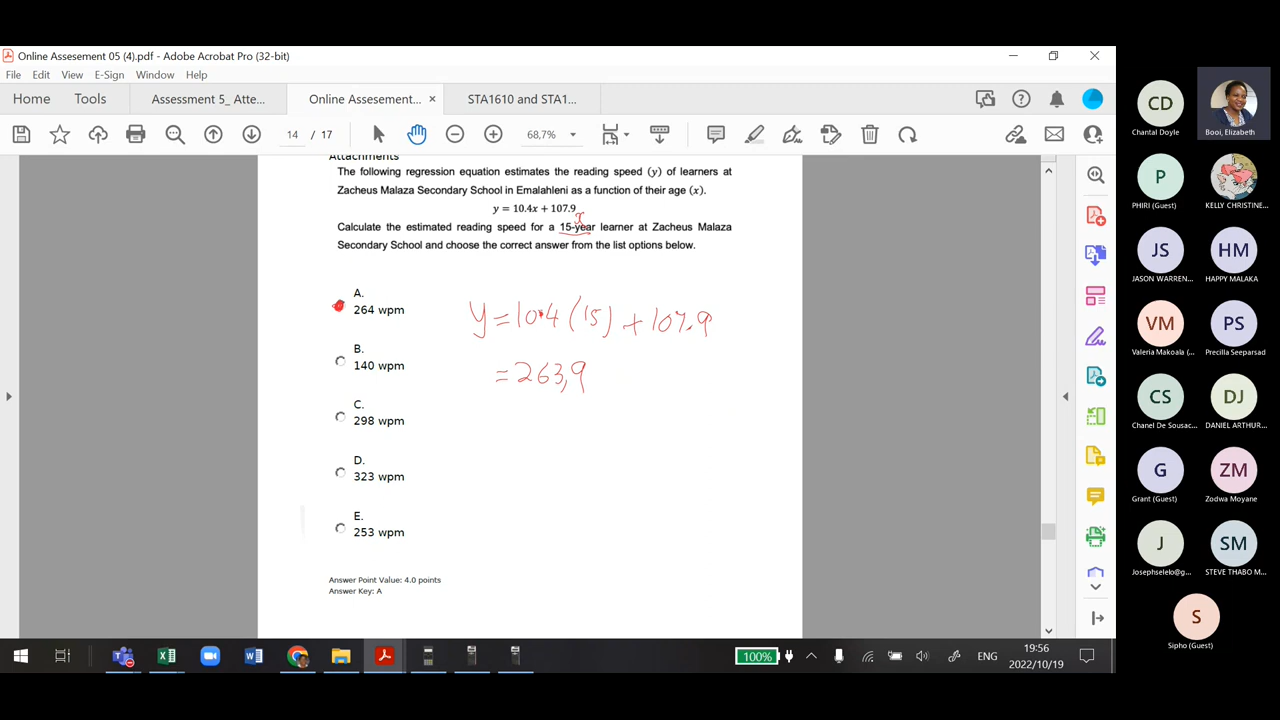 Online Assesement 05 (4).pdf - Adobe Acrobat Pro (32-bit)
File Edit View E-Sign Window Help
Home Tools Assessment 5_ Atte... Online Assesement... × STA1610 and STA1...
14 / 17 68,7%
Attachments
The following regression equation estimates the reading speed (y) of learners at
Zacheus Malaza Secondary School in Emalahleni as a function of their age (x).
y = 10.4x + 107.9
x
Calculate the estimated reading speed for a 15-year learner at Zacheus Malaza
Secondary School and choose the correct answer from the list options below.
A.
264 wpm
B.
140 wpm
C.
298 wpm
D.
323 wpm
E.
253 wpm
y = 10.4 (15) + 107.9
= 263,9
Answer Point Value: 4.0 points
Answer Key: A
CD
Chantal Doyle
Booi, Elizabeth
P
PHIRI (Guest)
KELLY CHRISTINE...
JS
JASON WARREN...
HM
HAPPY MALAKA
VM
Valeria Makoala (...
PS
Precilla Seeparsad
CS
Chanel De Sousa...
DJ
DANIEL ARTHUR...
G
Grant (Guest)
ZM
Zodwa Moyane
J
Josephselelo@g...
SM
STEVE THABO M...
S
Sipho (Guest)
100% ENG
19:56
2022/10/19